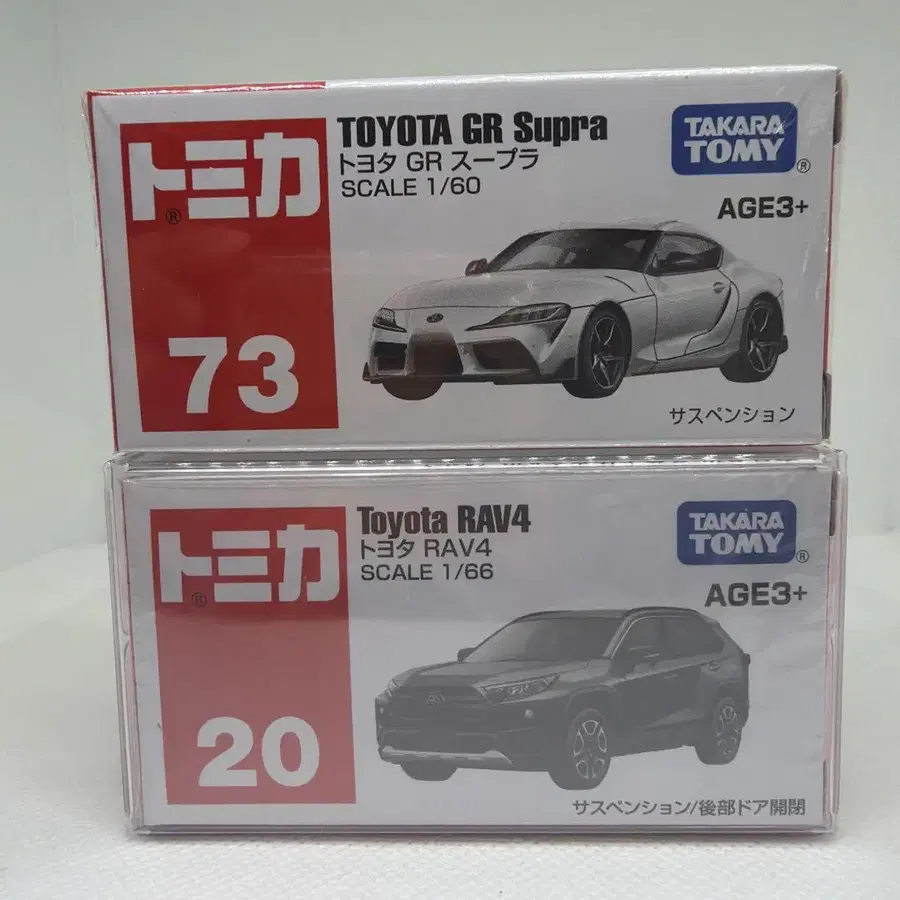 トミカ
®
73
TOYOTA GR Supra
トヨタ GR スープラ
SCALE 1/60
TAKARA
TOMY
®
AGE3+
サスペンション
トミカ
®
20
Toyota RAV4
トヨタ RAV4
SCALE 1/66
TAKARA
TOMY
®
AGE3+
サスペンション/後部ドア開閉